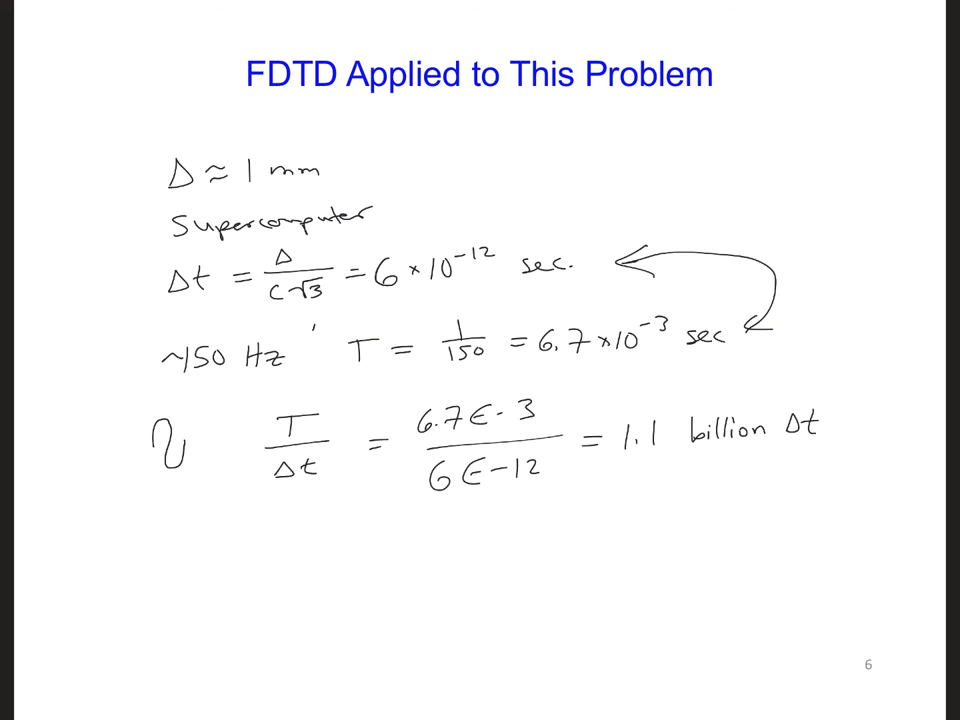 FDTD Applied to This Problem
Δ ≈ 1 mm
Supercomputer
Δt = Δ / (c√3) = 6 × 10^-12 sec.
~150 Hz, T = 1/150 = 6.7 × 10^-3 sec
T / Δt = 6.7E-3 / 6E-12 = 1.1 billion Δt
6